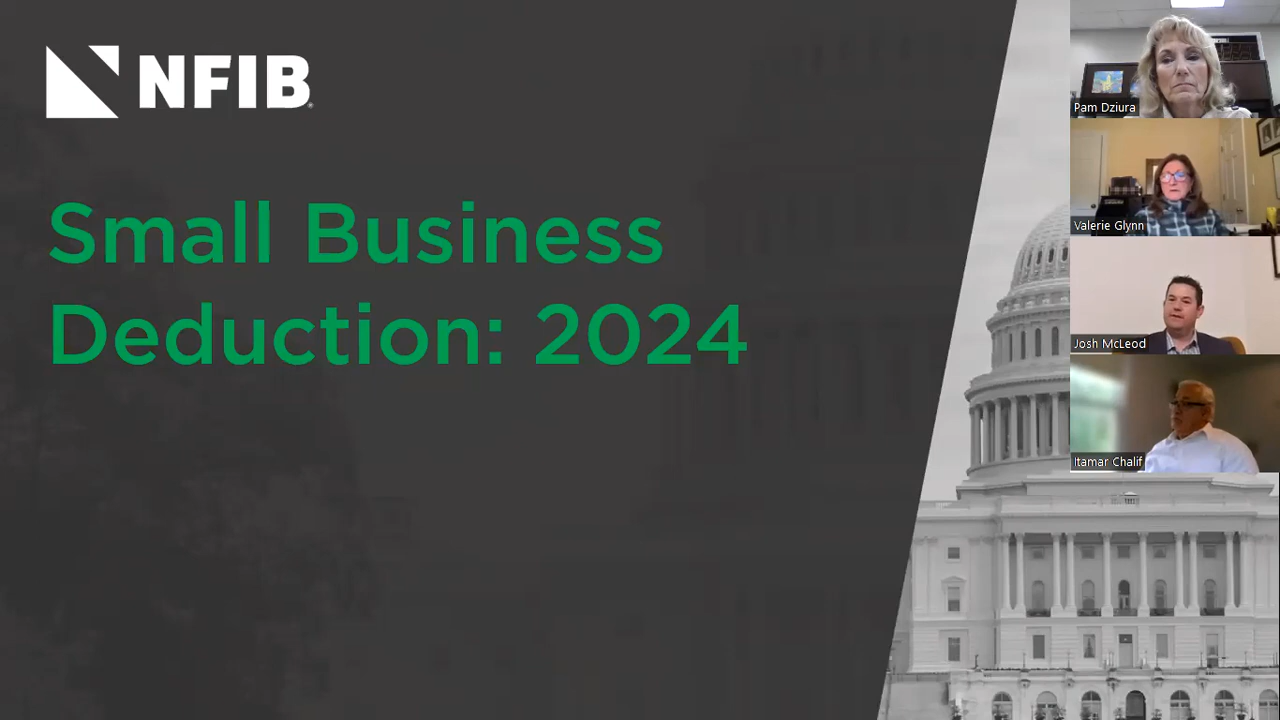 NFIB
Small Business
Deduction: 2024
Pam Dziura
Valerie Glynn
Josh McLeod
Itamar Chalif